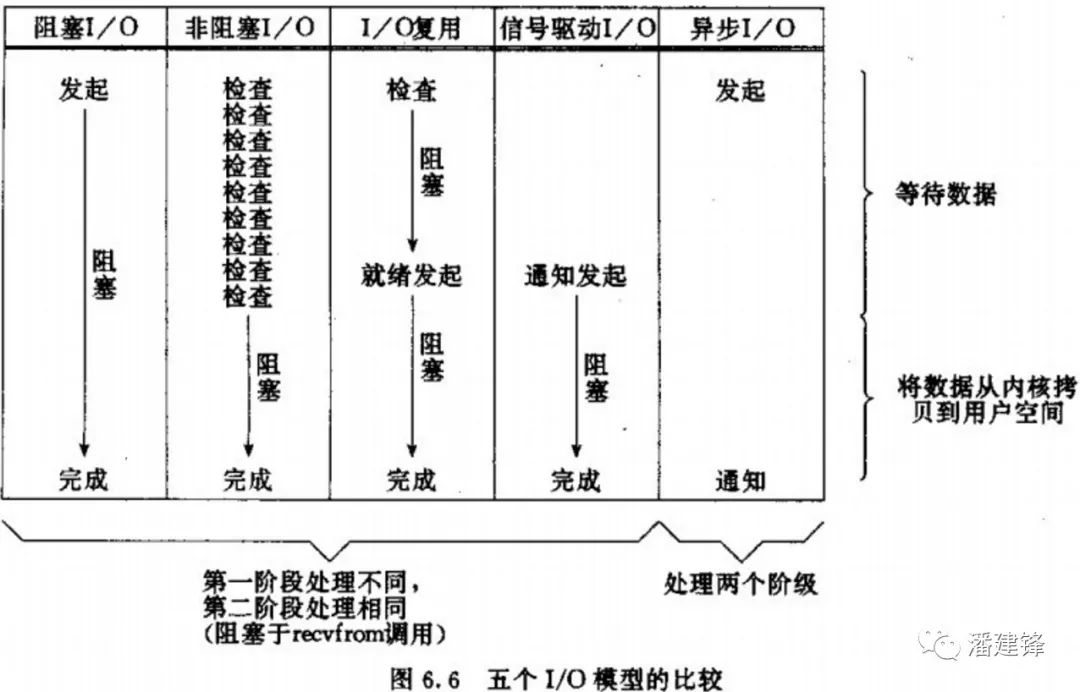 阻塞I/O 非阻塞I/O I/O复用 信号驱动I/O 异步I/O
发起 检查 检查 发起
检查
检查
检查
检查
检查
检查
检查
检查
阻塞
阻塞
就绪发起
阻塞
通知发起
阻塞
阻塞
完成 完成 完成 完成 通知
等待数据
将数据从内核拷
贝到用户空间
第一阶段处理不同，
第二阶段处理相同
(阻塞于recvfrom调用)
处理两个阶级
图 6.6 五个 I/O 模型的比较
潘建锋